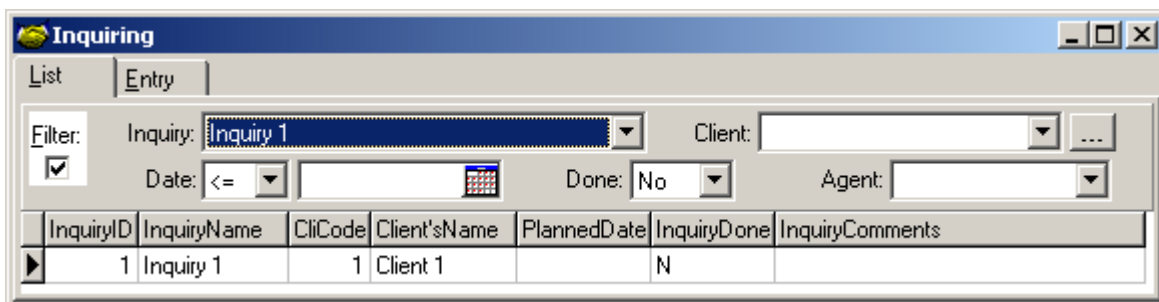 Inquiring
List Entry
Filter: Inquiry: Inquiry 1 Client: ...
Date: <= Done: No Agent:
InquiryID InquiryName CliCode Client'sName PlannedDate InquiryDone InquiryComments
1 Inquiry 1 1 Client 1 N